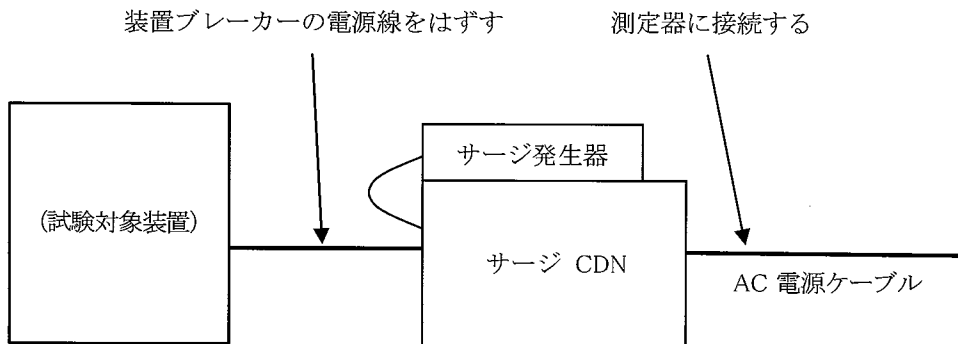 装置ブレーカーの電源線をはずす
測定器に接続する
サージ発生器
(試験対象装置)
サージ CDN
AC 電源ケーブル